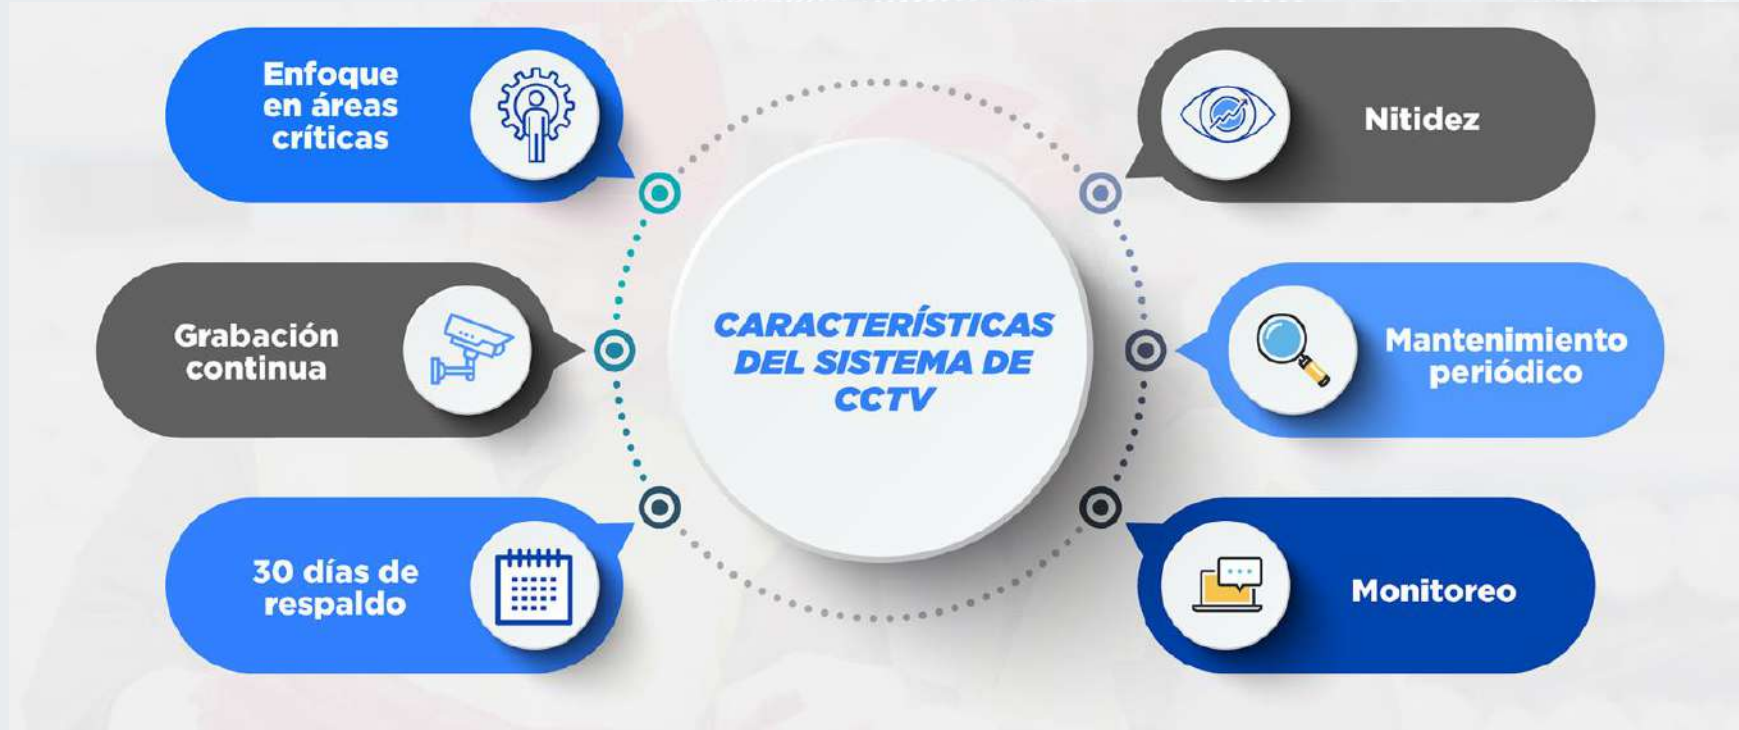 Enfoque
en áreas
críticas
Grabación
continua
30 días de
respaldo
CARACTERÍSTICAS
DEL SISTEMA DE
CCTV
Nitidez
Mantenimiento
periódico
Monitoreo